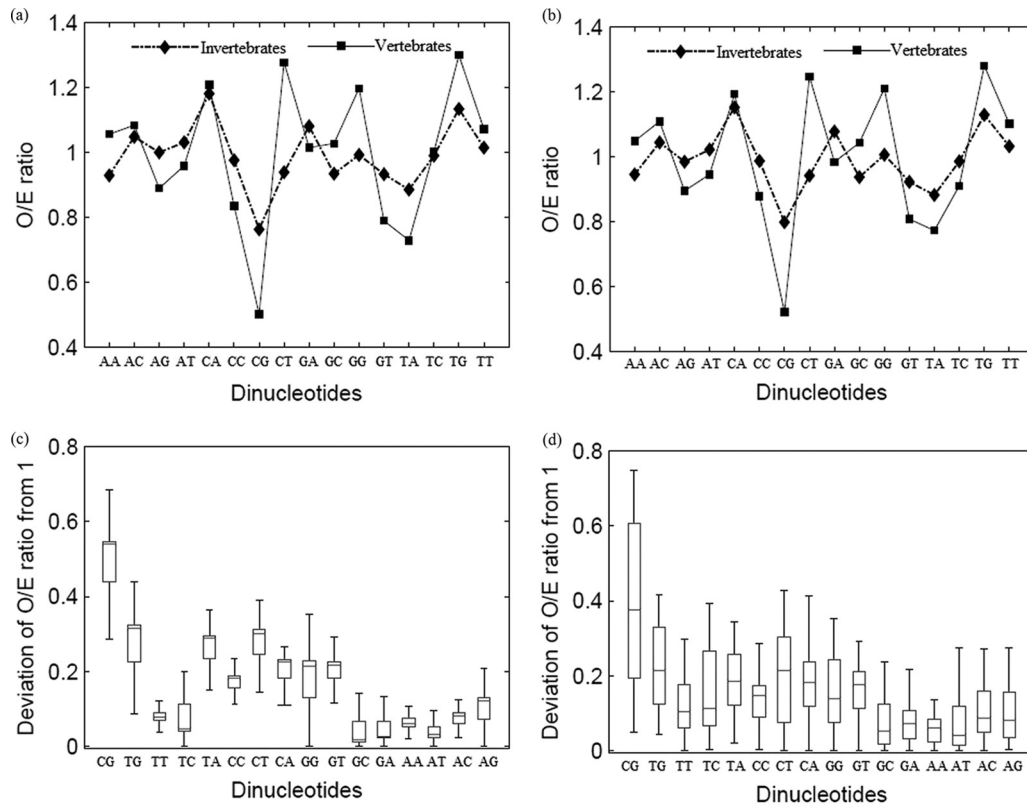 (a)
1.4
1.2
1
0.8
0.6
0.4
O/E ratio
Invertebrates
Vertebrates
AA AC AG AT CA CC CG CT GA GC GG GT TA TC TG TT
Dinucleotides
(b)
1.4
1.2
1
0.8
0.6
0.4
O/E ratio
Invertebrates
Vertebrates
AA AC AG AT CA CC CG CT GA GC GG GT TA TC TG TT
Dinucleotides
(c)
0.8
0.6
0.4
0.2
0
Deviation of O/E ratio from 1
CG TG TT TC TA CC CT CA GG GT GC GA AA AT AC AG
Dinucleotides
(d)
0.8
0.6
0.4
0.2
0
Deviation of O/E ratio from 1
CG TG TT TC TA CC CT CA GG GT GC GA AA AT AC AG
Dinucleotides